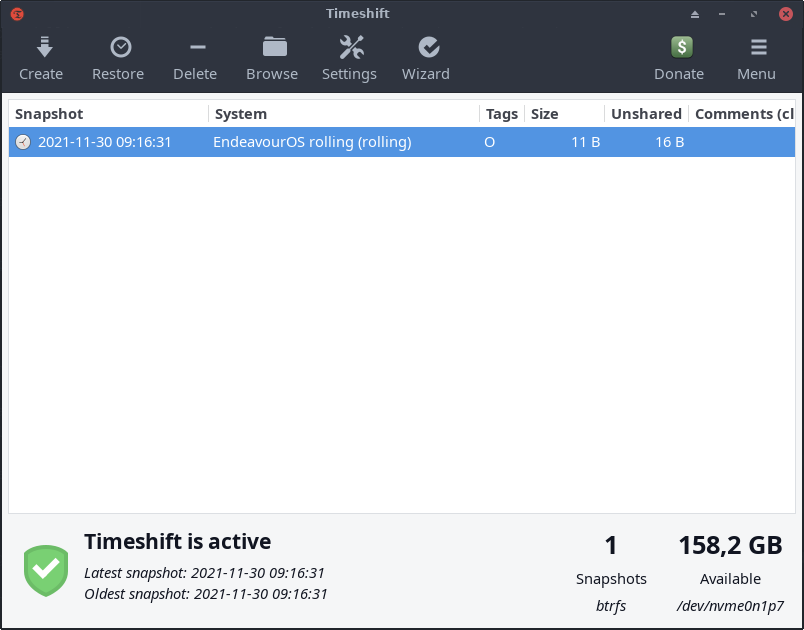 Timeshift
Create Restore Delete Browse Settings Wizard Donate Menu
Snapshot System Tags Size Unshared Comments (cl
2021-11-30 09:16:31 EndeavourOS rolling (rolling) O 11 B 16 B
Timeshift is active
Latest snapshot: 2021-11-30 09:16:31
Oldest snapshot: 2021-11-30 09:16:31
1
Snapshots
btrfs
158,2 GB
Available
/dev/nvme0n1p7